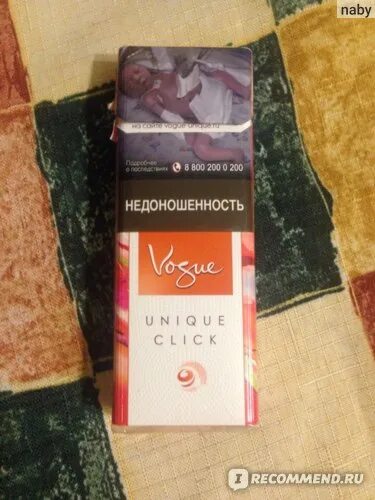 naby
на сайте vogue-unique.ru
Подробнее
о последствиях 8 800 200 0 200
НЕДОНОШЕННОСТЬ
Vogue
UNIQUE
CLICK
IRECOMMEND.RU